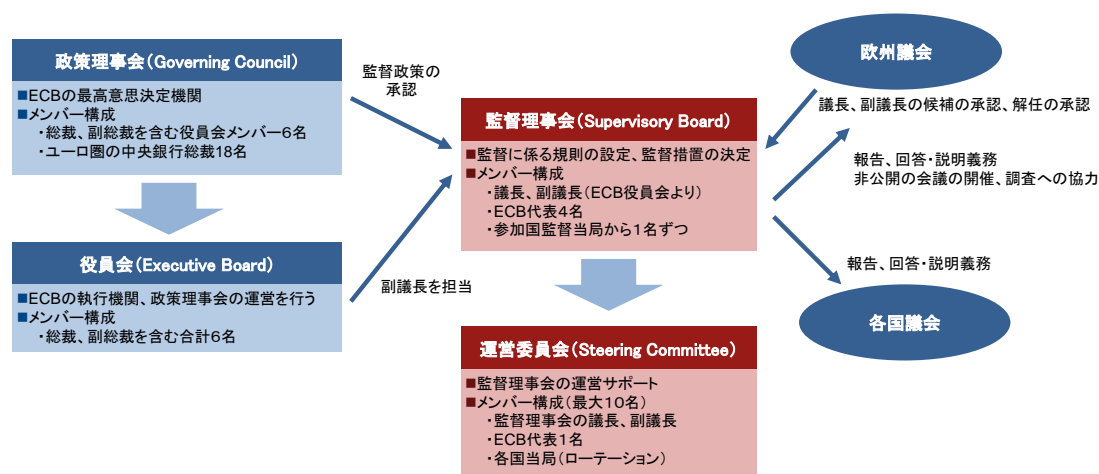 政策理事会(Governing Council)
■ECBの最高意思決定機関
■メンバー構成
・総裁、副総裁を含む役員会メンバー6名
・ユーロ圏の中央銀行総裁18名
役員会(Executive Board)
■ECBの執行機関、政策理事会の運営を行う
■メンバー構成
・総裁、副総裁を含む合計6名
監督政策の
承認
副議長を担当
監督理事会(Supervisory Board)
■監督に係る規則の設定、監督措置の決定
■メンバー構成
・議長、副議長(ECB役員会より)
・ECB代表4名
・参加国監督当局から1名ずつ
運営委員会(Steering Committee)
■監督理事会の運営サポート
■メンバー構成(最大10名)
・監督理事会の議長、副議長
・ECB代表1名
・各国当局(ローテーション)
欧州議会
議長、副議長の候補の承認、解任の承認
報告、回答・説明義務
非公開の会議の開催、調査への協力
報告、回答・説明義務
各国議会